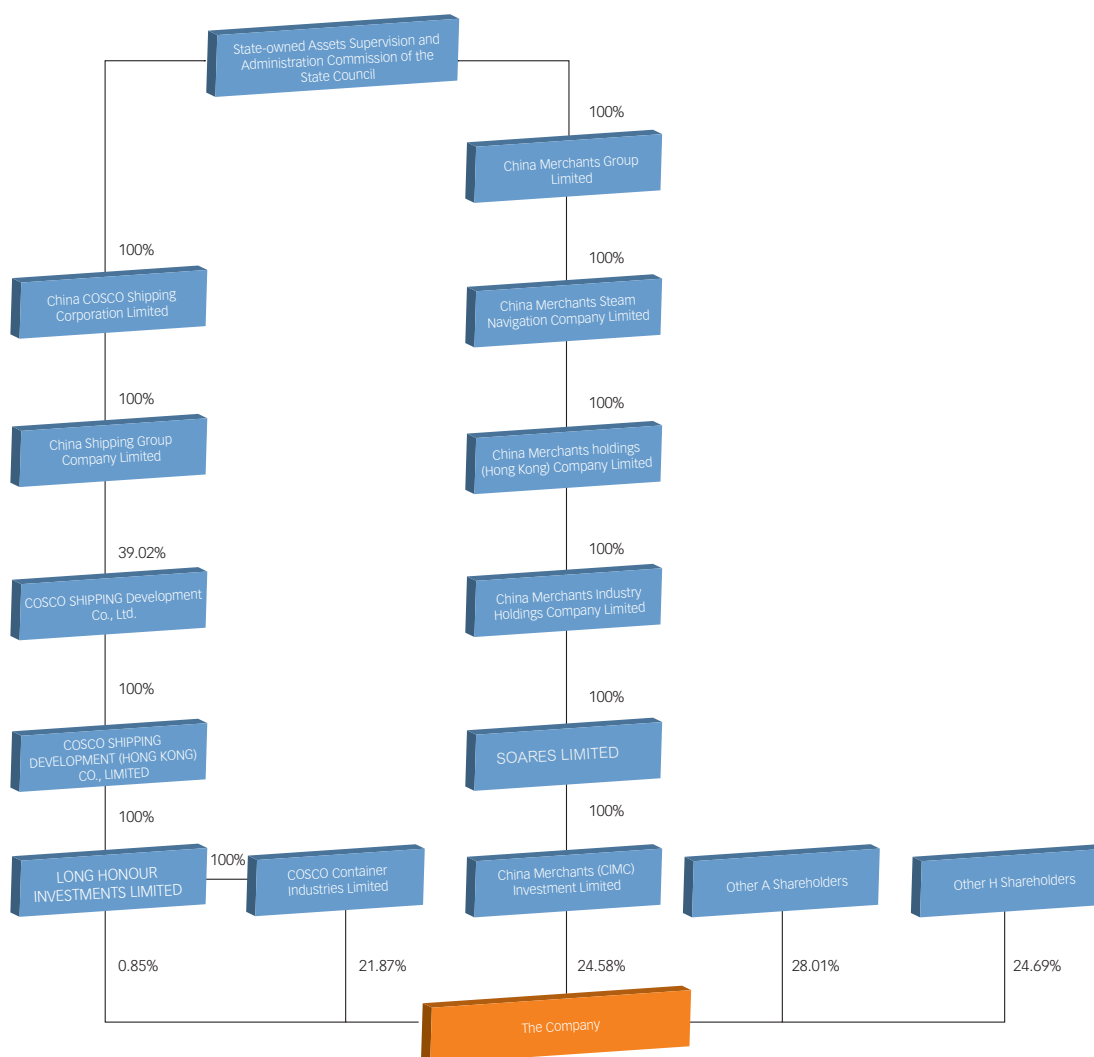 State-owned Assets Supervision and
Administration Commission of the
State Council
100%
China Merchants Group
Limited
100%
100%
China COSCO Shipping
Corporation Limited
China Merchants Steam
Navigation Company Limited
100%
100%
China Shipping Group
Company Limited
China Merchants holdings
(Hong Kong) Company Limited
39.02%
100%
COSCO SHIPPING Development
Co., Ltd.
China Merchants Industry
Holdings Company Limited
100%
100%
COSCO SHIPPING
DEVELOPMENT (HONG KONG)
CO., LIMITED
SOARES LIMITED
100%
100%
LONG HONOUR
INVESTMENTS LIMITED
100%
COSCO Container
Industries Limited
China Merchants (CIMC)
Investment Limited
Other A Shareholders
Other H Shareholders
0.85%
21.87%
24.58%
28.01%
24.69%
The Company